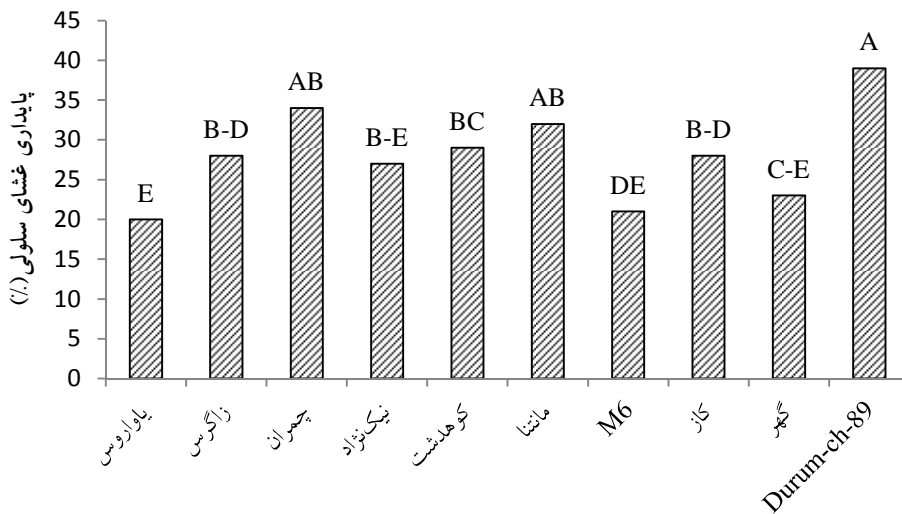 پایداری غشای سلولی(٪)
45
40
35
30
25
20
15
10
5
0
E
B-D
AB
B-E
BC
AB
DE
B-D
C-E
A
یاواروس
زاگرس
چمران
نیک‌نژاد
کوهدشت
مانتنا
M6
کاز
گهر
Durum-ch-89